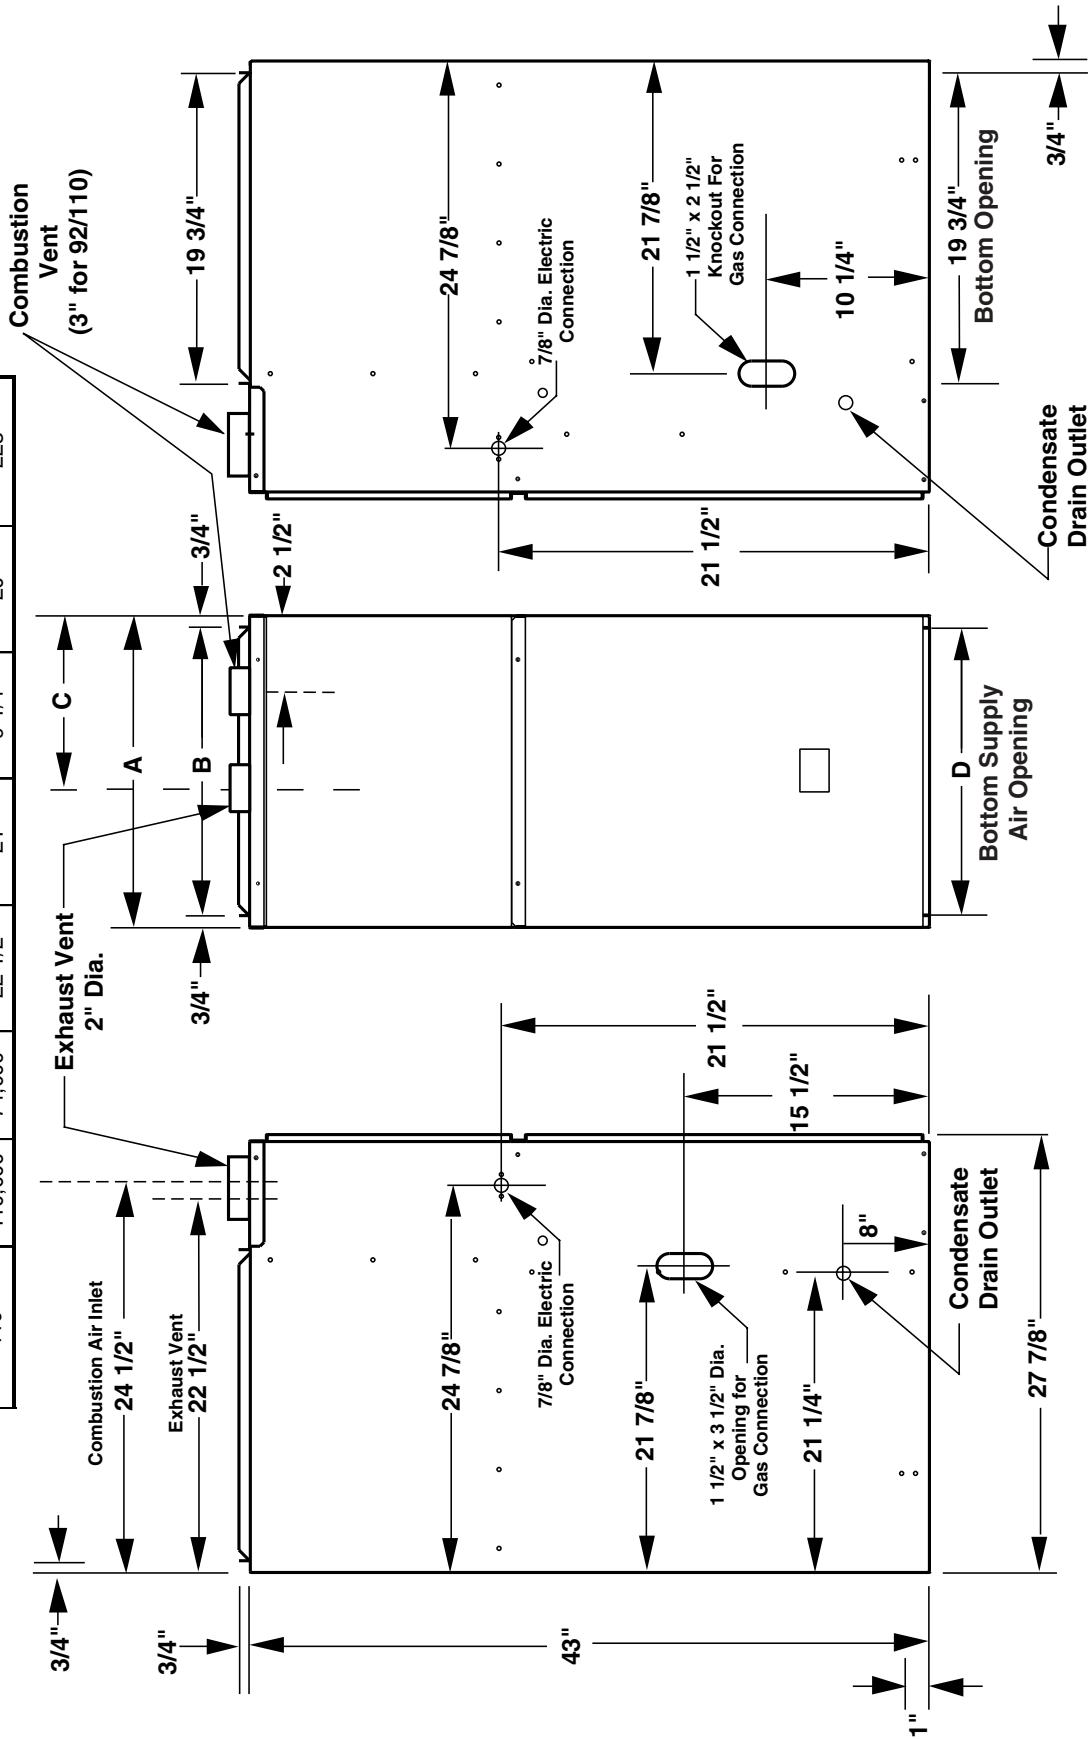 Combustion Air Inlet
24 1/2"
Exhaust Vent
22 1/2"
3/4"
3/4"
43"
1"
24 7/8"
7/8" Dia. Electric
Connection
21 7/8"
1 1/2" x 3 1/2" Dia.
Opening for
Gas Connection
21 1/4"
8"
15 1/2"
21 1/2"
27 7/8"
Condensate
Drain Outlet
Exhaust Vent
2" Dia.
C
A
B
3/4"
3/4"
2 1/2"
D
Bottom Supply
Air Opening
Combustion
Vent
(3" for 92/110)
19 3/4"
24 7/8"
7/8" Dia. Electric
Connection
21 7/8"
1 1/2" x 2 1/2"
Knockout For
Gas Connection
10 1/4"
21 1/2"
19 3/4"
Bottom Opening
3/4"
Condensate
Drain Outlet